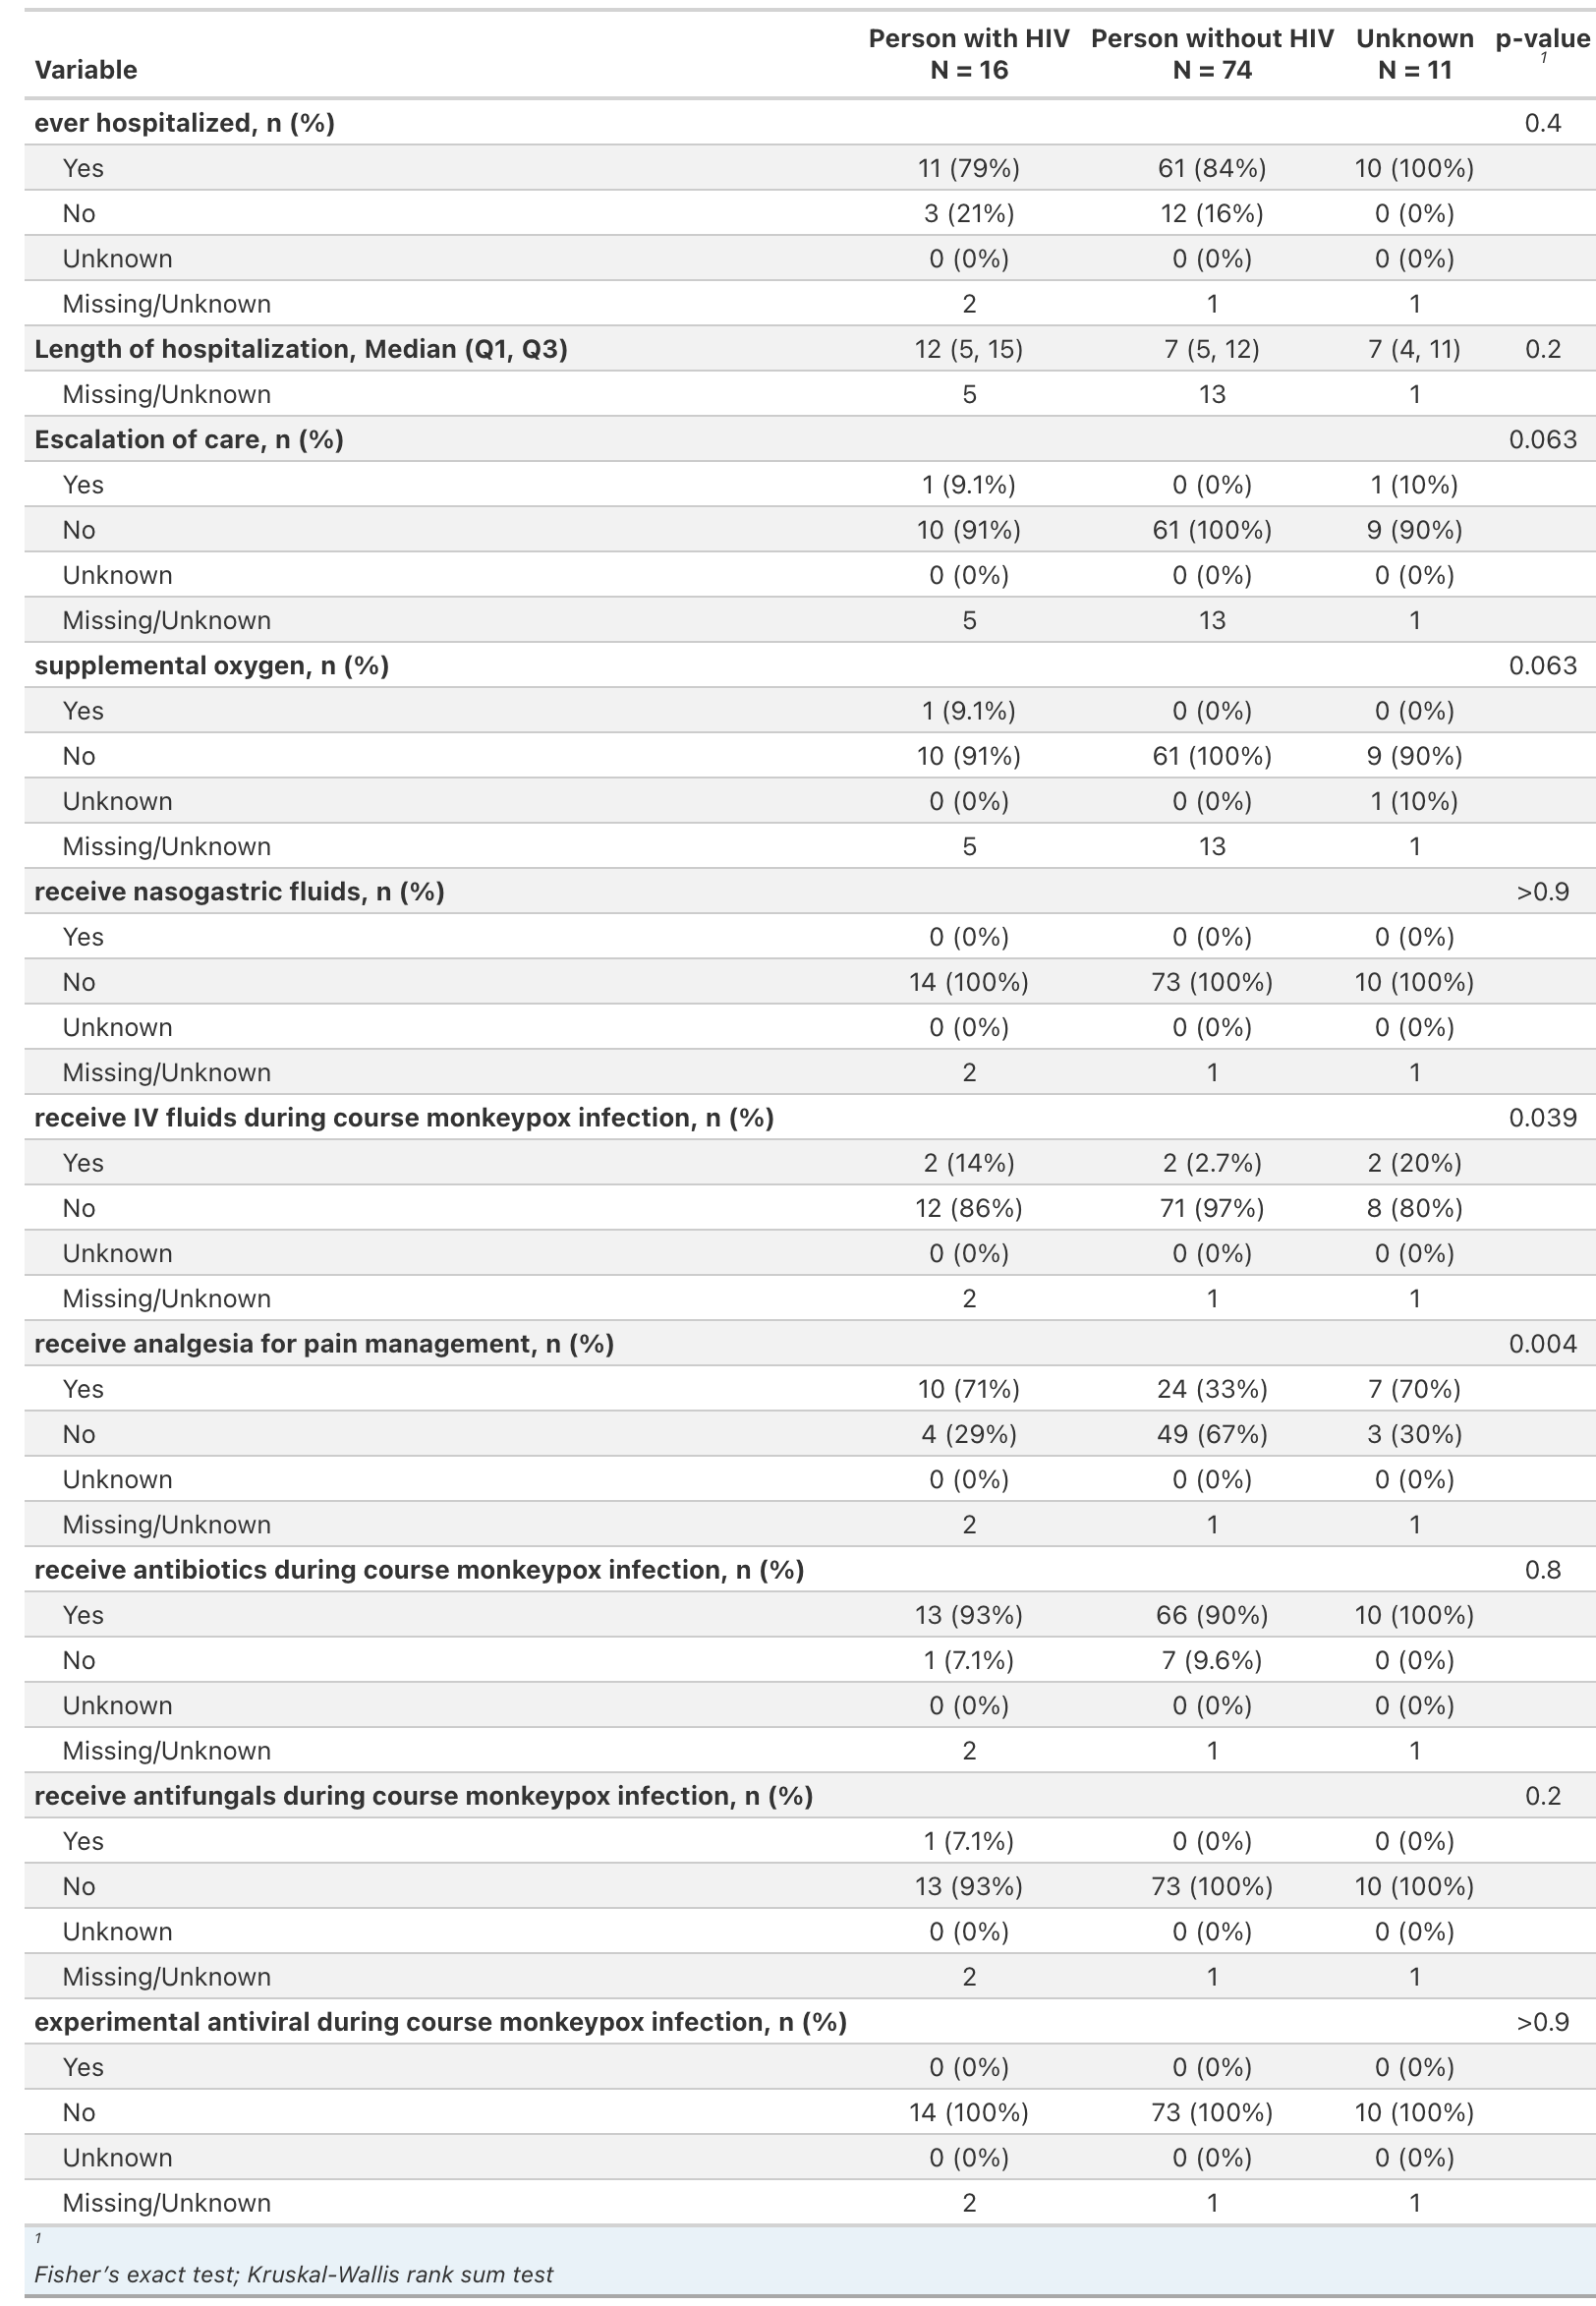 Variable Person with HIV N = 16 Person without HIV N = 74 Unknown N = 11 p-value 1
ever hospitalized, n (%) 0.4
Yes 11 (79%) 61 (84%) 10 (100%)
No 3 (21%) 12 (16%) 0 (0%)
Unknown 0 (0%) 0 (0%) 0 (0%)
Missing/Unknown 2 1 1
Length of hospitalization, Median (Q1, Q3) 12 (5, 15) 7 (5, 12) 7 (4, 11) 0.2
Missing/Unknown 5 13 1
Escalation of care, n (%) 0.063
Yes 1 (9.1%) 0 (0%) 1 (10%)
No 10 (91%) 61 (100%) 9 (90%)
Unknown 0 (0%) 0 (0%) 0 (0%)
Missing/Unknown 5 13 1
supplemental oxygen, n (%) 0.063
Yes 1 (9.1%) 0 (0%) 0 (0%)
No 10 (91%) 61 (100%) 9 (90%)
Unknown 0 (0%) 0 (0%) 1 (10%)
Missing/Unknown 5 13 1
receive nasogastric fluids, n (%) >0.9
Yes 0 (0%) 0 (0%) 0 (0%)
No 14 (100%) 73 (100%) 10 (100%)
Unknown 0 (0%) 0 (0%) 0 (0%)
Missing/Unknown 2 1 1
receive IV fluids during course monkeypox infection, n (%) 0.039
Yes 2 (14%) 2 (2.7%) 2 (20%)
No 12 (86%) 71 (97%) 8 (80%)
Unknown 0 (0%) 0 (0%) 0 (0%)
Missing/Unknown 2 1 1
receive analgesia for pain management, n (%) 0.004
Yes 10 (71%) 24 (33%) 7 (70%)
No 4 (29%) 49 (67%) 3 (30%)
Unknown 0 (0%) 0 (0%) 0 (0%)
Missing/Unknown 2 1 1
receive antibiotics during course monkeypox infection, n (%) 0.8
Yes 13 (93%) 66 (90%) 10 (100%)
No 1 (7.1%) 7 (9.6%) 0 (0%)
Unknown 0 (0%) 0 (0%) 0 (0%)
Missing/Unknown 2 1 1
receive antifungals during course monkeypox infection, n (%) 0.2
Yes 1 (7.1%) 0 (0%) 0 (0%)
No 13 (93%) 73 (100%) 10 (100%)
Unknown 0 (0%) 0 (0%) 0 (0%)
Missing/Unknown 2 1 1
experimental antiviral during course monkeypox infection, n (%) >0.9
Yes 0 (0%) 0 (0%) 0 (0%)
No 14 (100%) 73 (100%) 10 (100%)
Unknown 0 (0%) 0 (0%) 0 (0%)
Missing/Unknown 2 1 1
1
Fisher's exact test; Kruskal-Wallis rank sum test